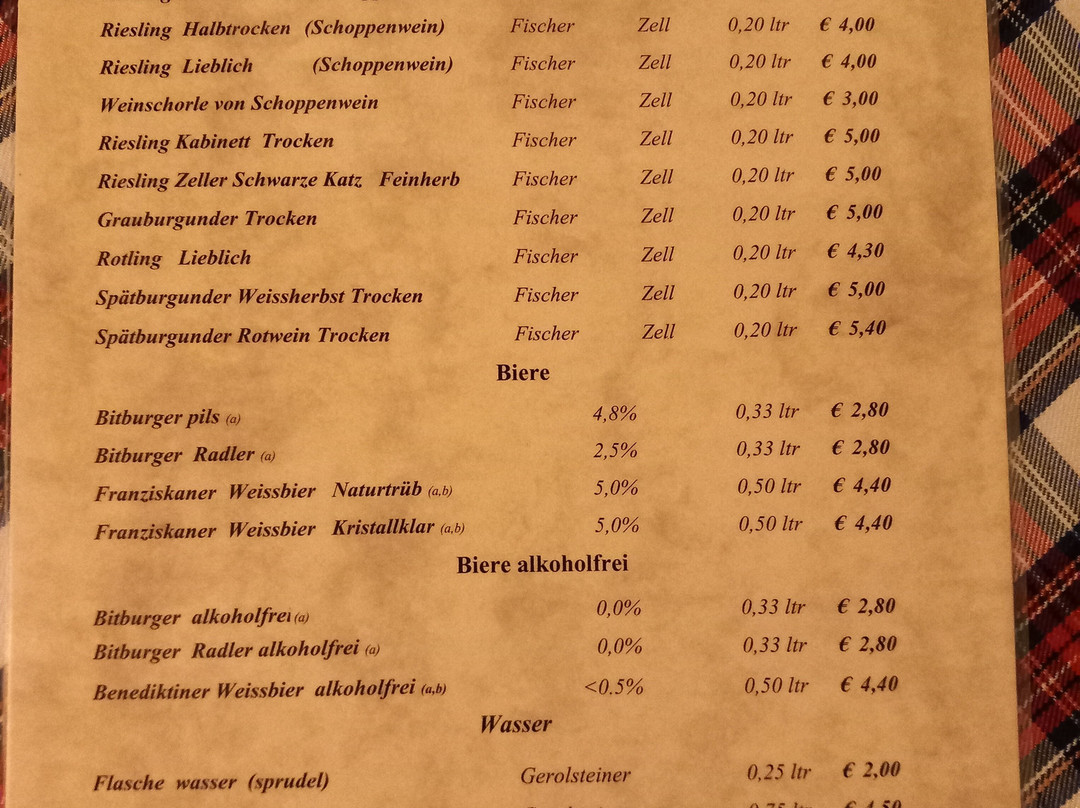 Riesling Halbtrocken (Schoppenwein) Fischer Zell 0,20 ltr € 4,00
Riesling Lieblich (Schoppenwein) Fischer Zell 0,20 ltr € 4,00
Weinschorle von Schoppenwein Fischer Zell 0,20 ltr € 3,00
Riesling Kabinett Trocken Fischer Zell 0,20 ltr € 5,00
Riesling Zeller Schwarze Katz Feinherb Fischer Zell 0,20 ltr € 5,00
Grauburgunder Trocken Fischer Zell 0,20 ltr € 5,00
Rotling Lieblich Fischer Zell 0,20 ltr € 4,30
Spätburgunder Weissherbst Trocken Fischer Zell 0,20 ltr € 5,00
Spätburgunder Rotwein Trocken Fischer Zell 0,20 ltr € 5,40
Biere
Bitburger pils (a) 4,8% 0,33 ltr € 2,80
Bitburger Radler (a) 2,5% 0,33 ltr € 2,80
Franziskaner Weissbier Naturtrüb (a,b) 5,0% 0,50 ltr € 4,40
Franziskaner Weissbier Kristallklar (a,b) 5,0% 0,50 ltr € 4,40
Biere alkoholfrei
Bitburger alkoholfrei (a) 0,0% 0,33 ltr € 2,80
Bitburger Radler alkoholfrei (a) 0,0% 0,33 ltr € 2,80
Benediktiner Weissbier alkoholfrei (a,b) <0.5% 0,50 ltr € 4,40
Wasser
Flasche wasser (sprudel) Gerolsteiner 0,25 ltr € 2,00
0,75 ltr € 4,50